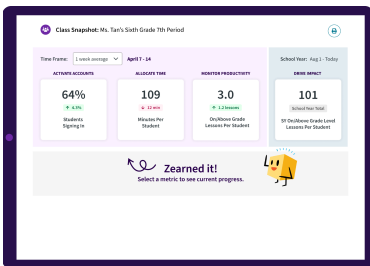 Class Snapshot: Ms. Tan's Sixth Grade 7th Period
Time Frame: 1 week average April 7 - 14
School Year: Aug 1 - Today
ACTIVATE ACCOUNTS
ALLOCATE TIME
MONITOR PRODUCTIVITY
DRIVE IMPACT
64%
4.5%
Students
Signing In
109
12 min
Minutes Per
Student
3.0
1.2 lessons
On/Above Grade
Lessons Per Student
101
School Year Total
SY On/Above Grade Level
Lessons Per Student
Zearned it!
Select a metric to see current progress.